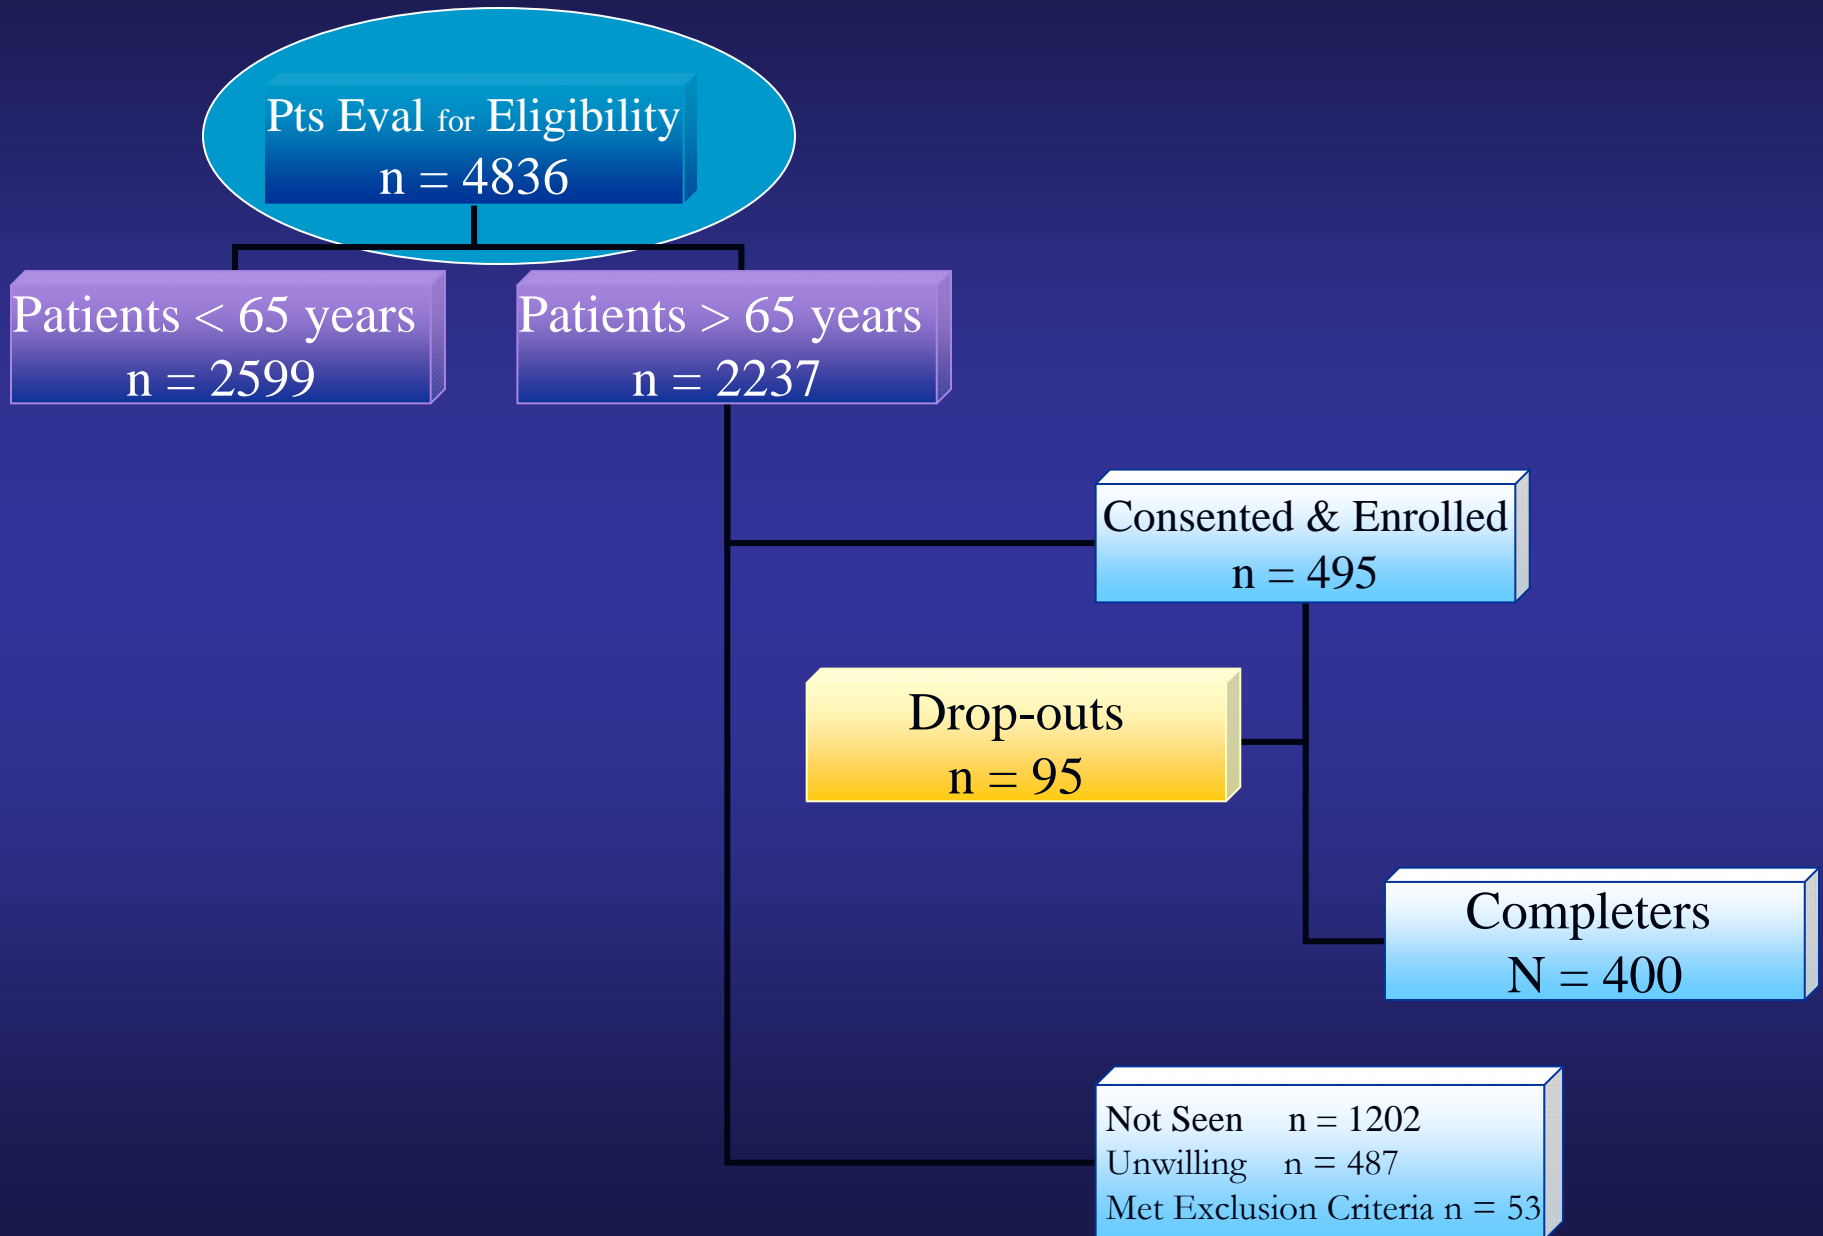 Pts Eval for Eligibility
n = 4836
Patients < 65 years
n = 2599
Patients > 65 years
n = 2237
Consented & Enrolled
n = 495
Drop-outs
n = 95
Completers
N = 400
Not Seen n = 1202
Unwilling n = 487
Met Exclusion Criteria n = 53